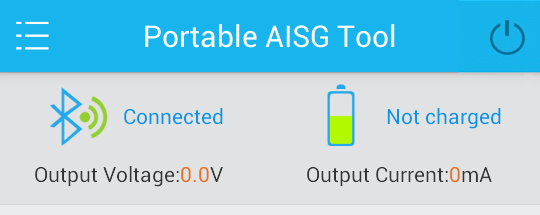 Portable AISG Tool
Connected
Not charged
Output Voltage:0.0V
Output Current:0mA